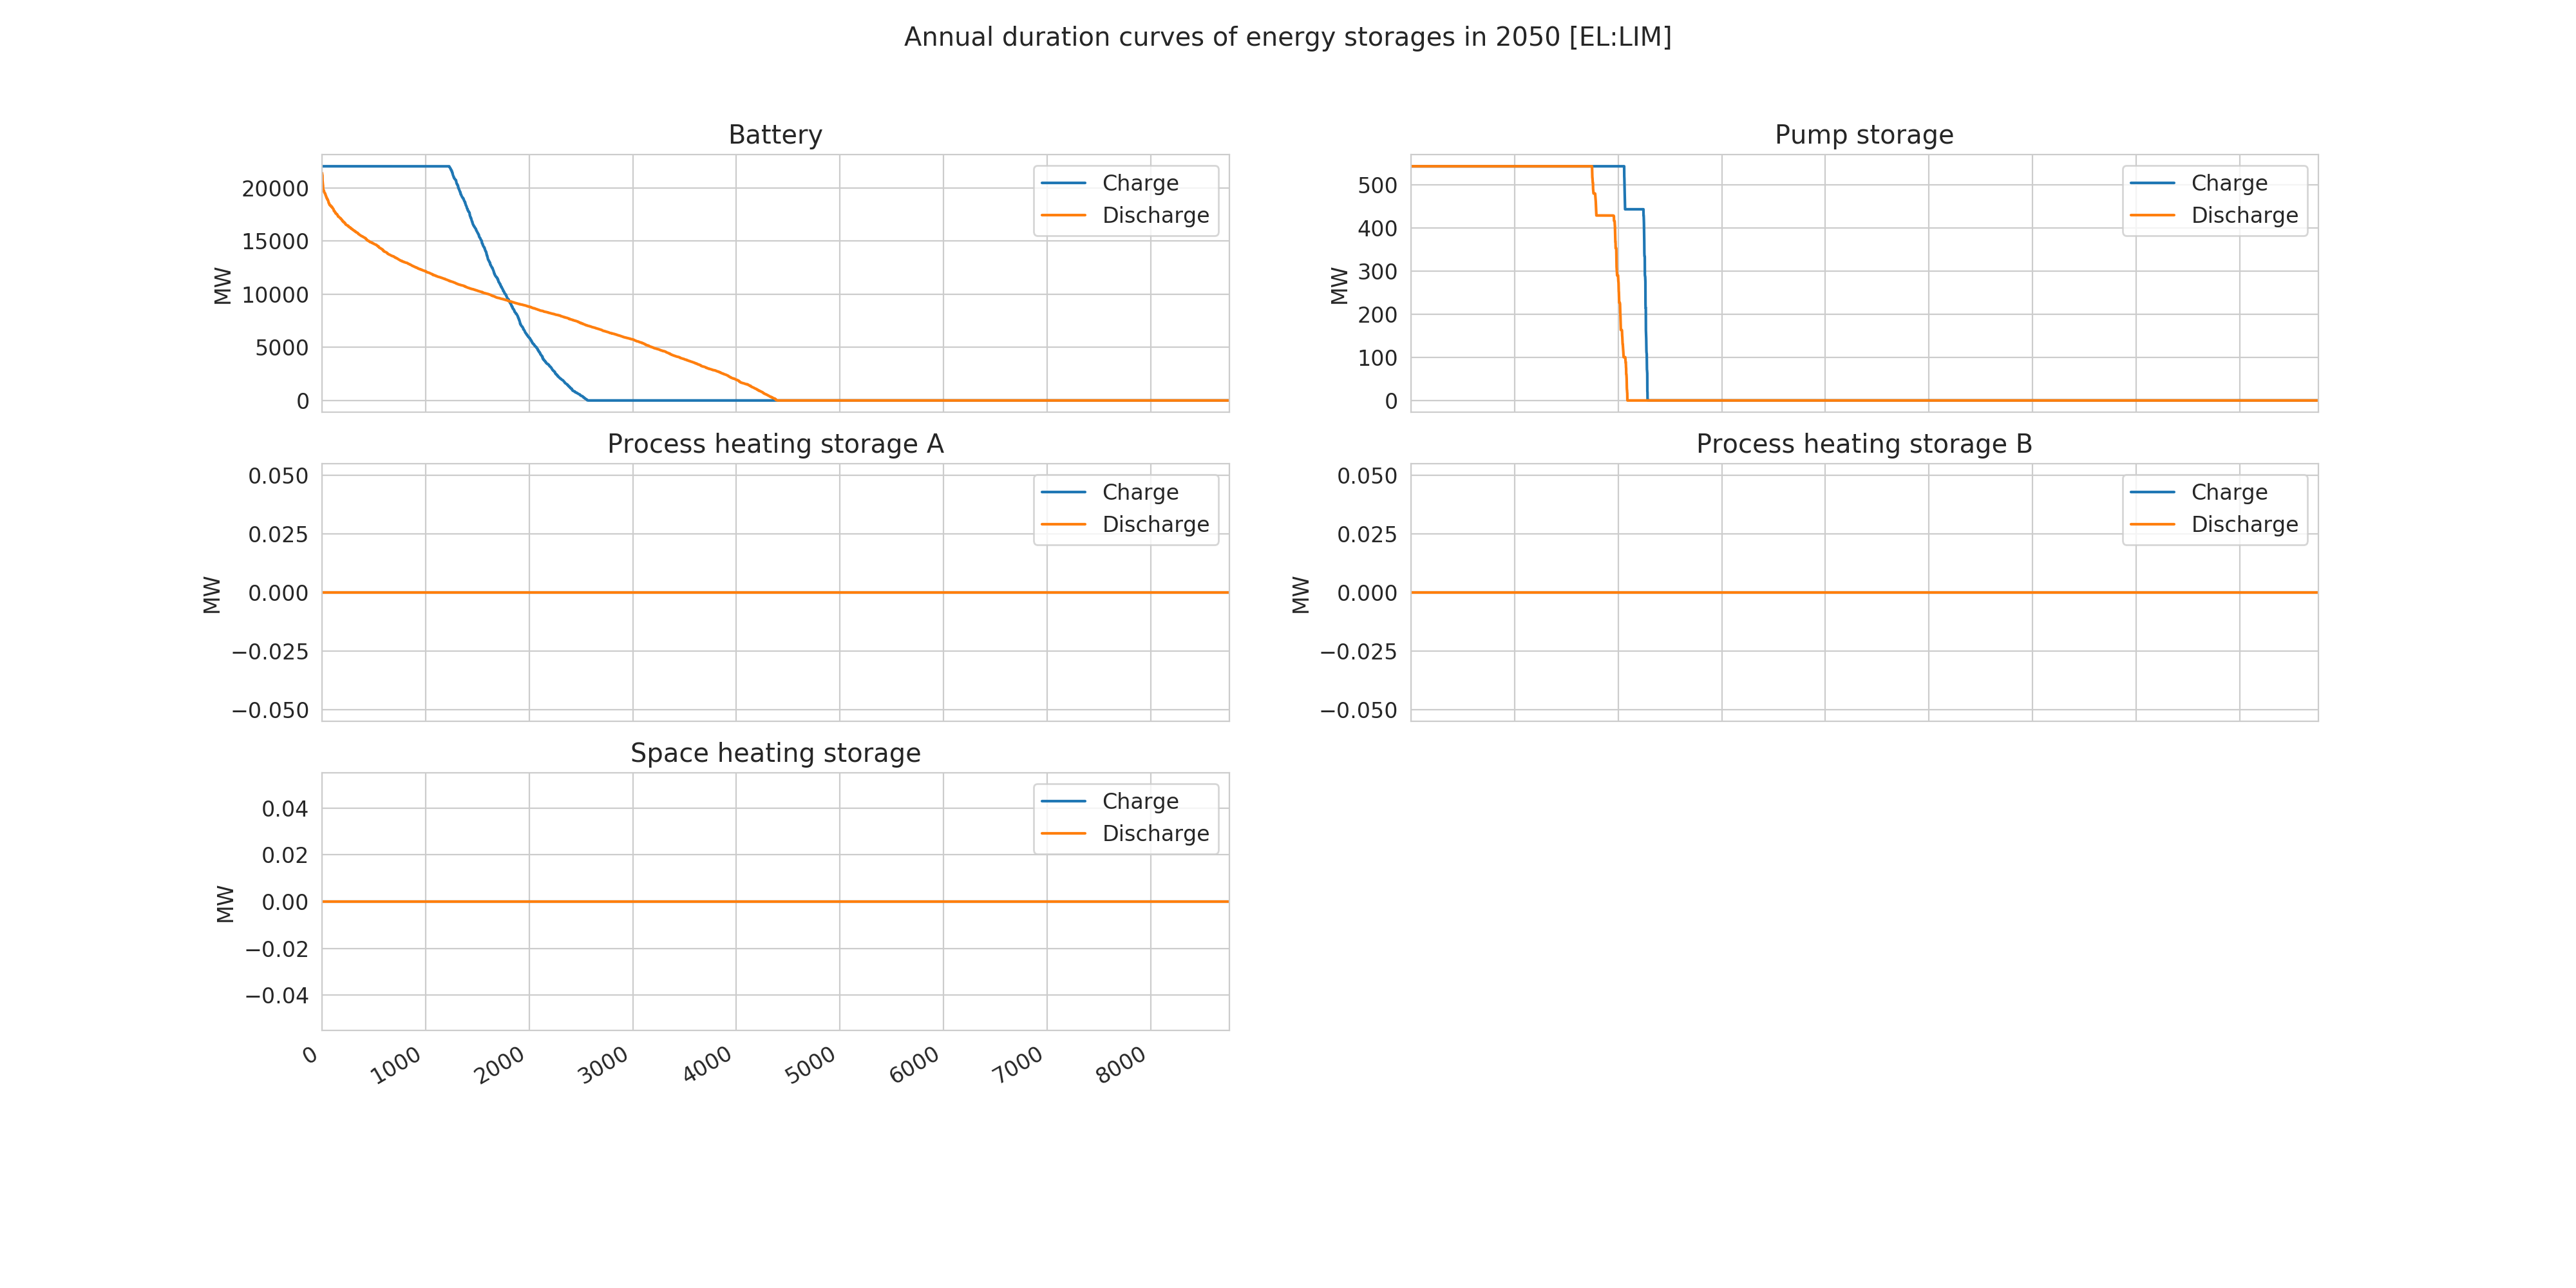 Annual duration curves of energy storages in 2050 [EL:LIM]
Battery
MW
20000
15000
10000
5000
0
Charge
Discharge
Pump storage
MW
500
400
300
200
100
0
Charge
Discharge
Process heating storage A
MW
0.050
0.025
0.000
−0.025
−0.050
Charge
Discharge
Process heating storage B
MW
0.050
0.025
0.000
−0.025
−0.050
Charge
Discharge
Space heating storage
MW
0.04
0.02
0.00
−0.02
−0.04
Charge
Discharge
0 1000 2000 3000 4000 5000 6000 7000 8000